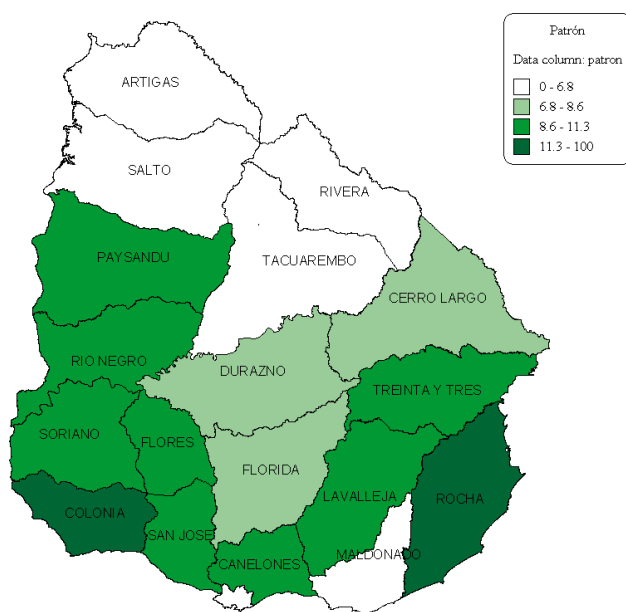 Patrón
Data column: patron
0 - 6.8
6.8 - 8.6
8.6 - 11.3
11.3 - 100
ARTIGAS
SALTO
RIVERA
PAYSANDU
TACUAREMBO
CERRO LARGO
RIO NEGRO
DURAZNO
TREINTA Y TRES
SORIANO
FLORES
FLORIDA
LAVALLEJA
ROCHA
COLONIA
SAN JOSE
MALDONADO
CANELONES